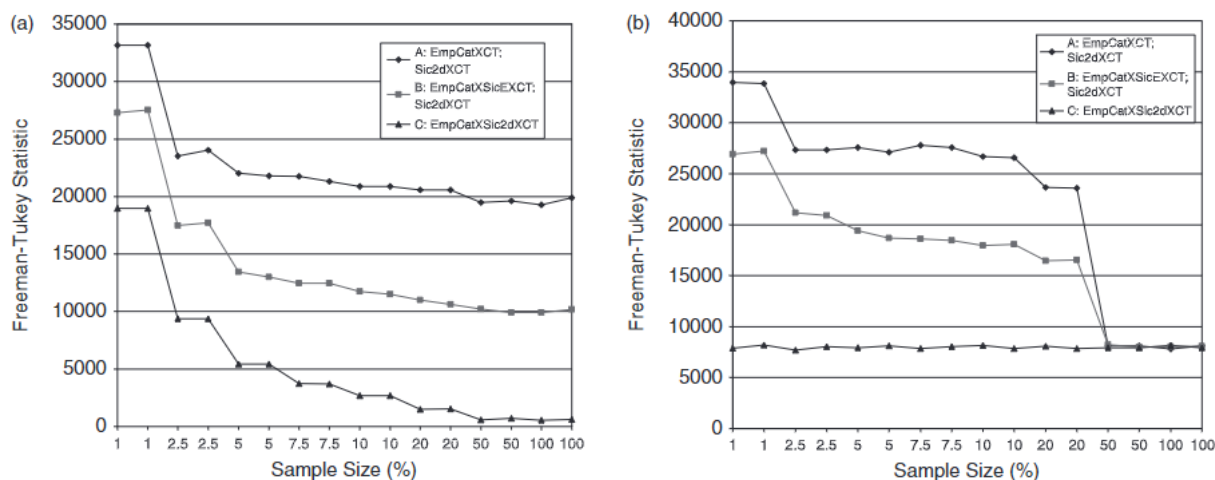 (a)
35000
30000
25000
20000
15000
10000
5000
0
Freeman-Tukey Statistic
A: EmpCatXCT;
Sic2dXCT
B: EmpCatXSicEXCT;
Sic2dXCT
C: EmpCatXSic2dXCT
1 1 2.5 2.5 5 5 7.5 7.5 10 10 20 20 50 50 100 100
Sample Size (%)
(b)
40000
35000
30000
25000
20000
15000
10000
5000
0
Freeman-Tukey Statistic
A: EmpCatXCT;
Sic2dXCT
B: EmpCatXSicEXCT;
Sic2dXCT
C: EmpCatXSic2dXCT
1 1 2.5 2.5 5 5 7.5 7.5 10 10 20 20 50 50 100 100
Sample Size (%)